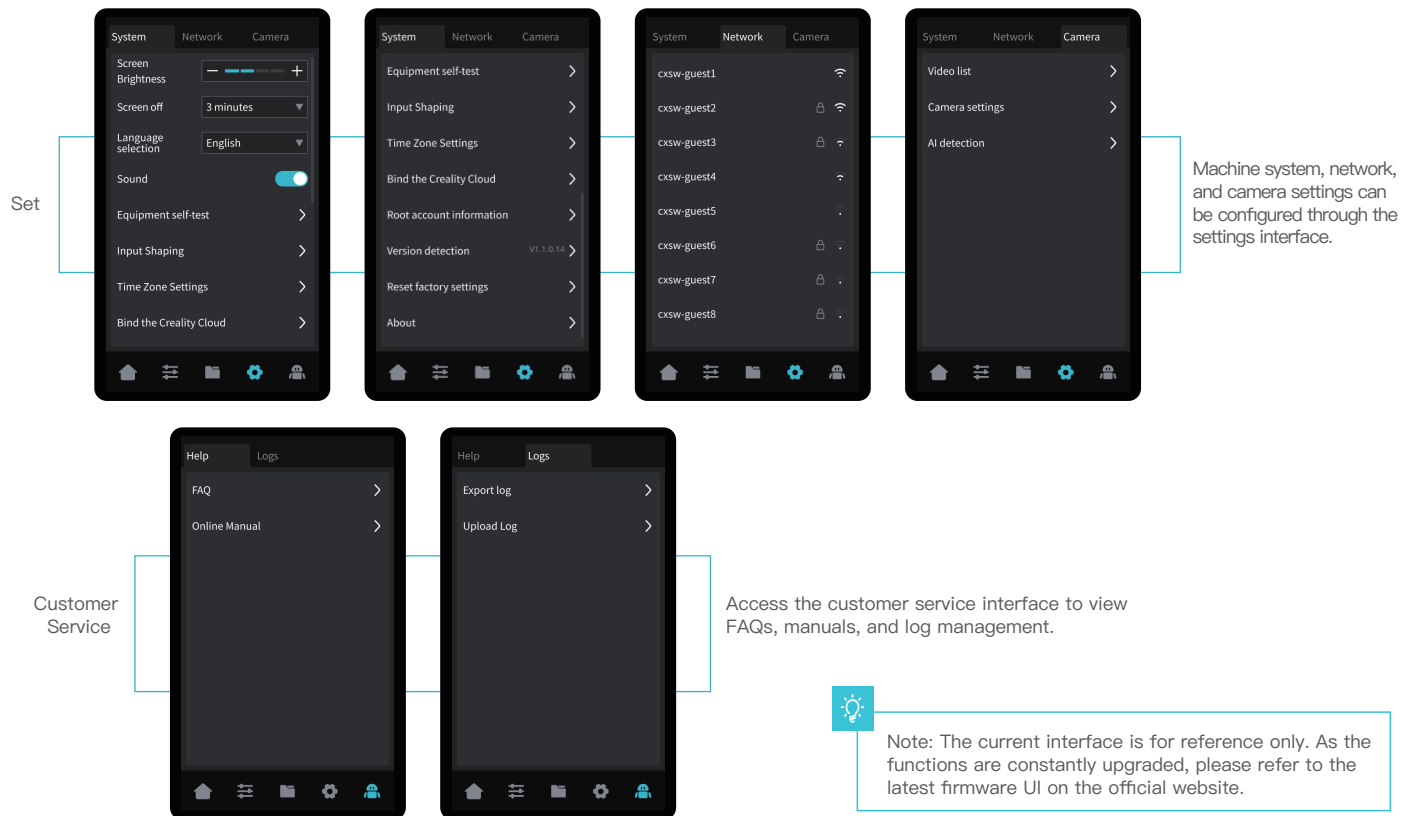 Set
System Network Camera
Screen
Brightness
Screen off 3 minutes
Language
selection English
Sound
Equipment self-test
Input Shaping
Time Zone Settings
Bind the Creality Cloud
System Network Camera
Equipment self-test
Input Shaping
Time Zone Settings
Bind the Creality Cloud
Root account information
Version detection V1.1.0.14
Reset factory settings
About
System Network Camera
cxsw-guest1
cxsw-guest2
cxsw-guest3
cxsw-guest4
cxsw-guest5
cxsw-guest6
cxsw-guest7
cxsw-guest8
System Network Camera
Video list
Camera settings
AI detection
Machine system, network,
and camera settings can
be configured through the
settings interface.
Customer
Service
Help Logs
FAQ
Online Manual
Help Logs
Export log
Upload Log
Access the customer service interface to view
FAQs, manuals, and log management.
Note: The current interface is for reference only. As the
functions are constantly upgraded, please refer to the
latest firmware UI on the official website.